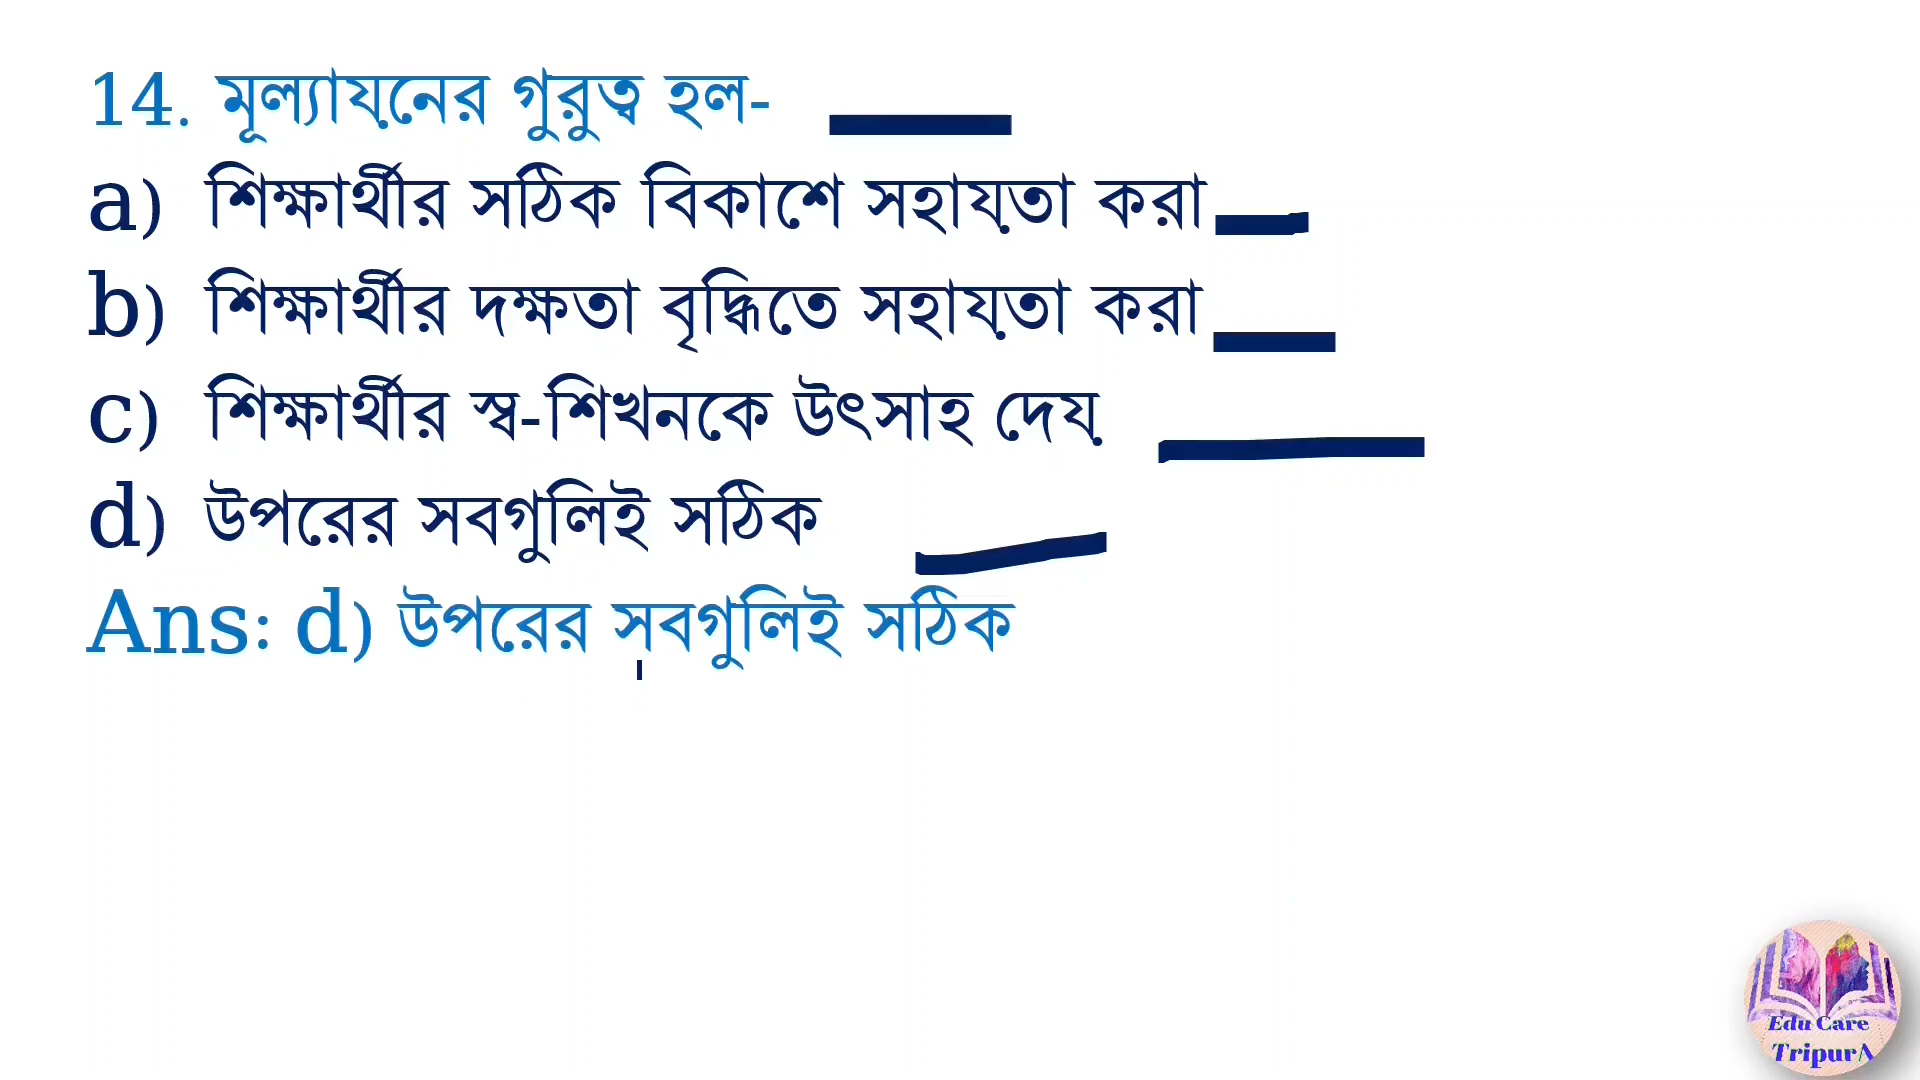 14. মূল্যায়নের গুরুত্ব হল-
a) শিক্ষার্থীর সঠিক বিকাশে সহায়তা করা
b) শিক্ষার্থীর দক্ষতা বৃদ্ধিতে সহায়তা করা
c) শিক্ষার্থীর স্ব-শিখনকে উৎসাহ দেয়
d) উপরের সবগুলিই সঠিক
Ans: d) উপরের সবগুলিই সঠিক
Edu Care
TripurA